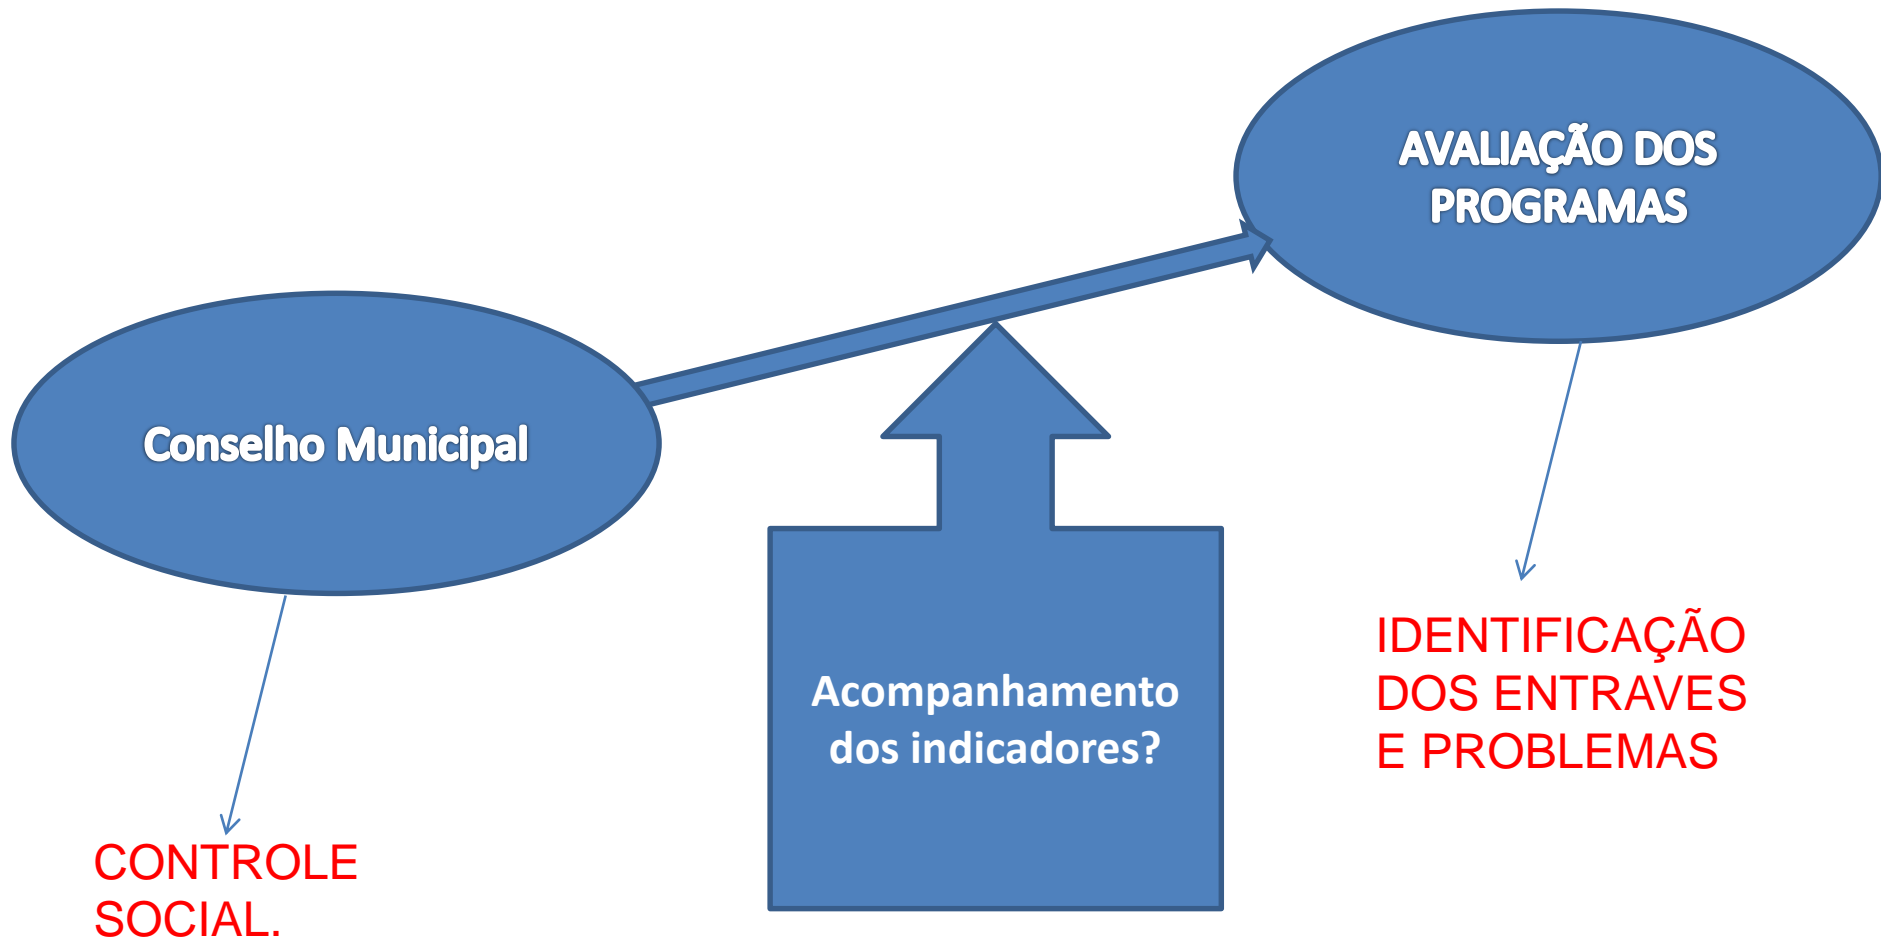 AVALIAÇÃO DOS
PROGRAMAS
Conselho Municipal
Acompanhamento
dos indicadores?
IDENTIFICAÇÃO
DOS ENTRAVES
E PROBLEMAS
CONTROLE
SOCIAL.